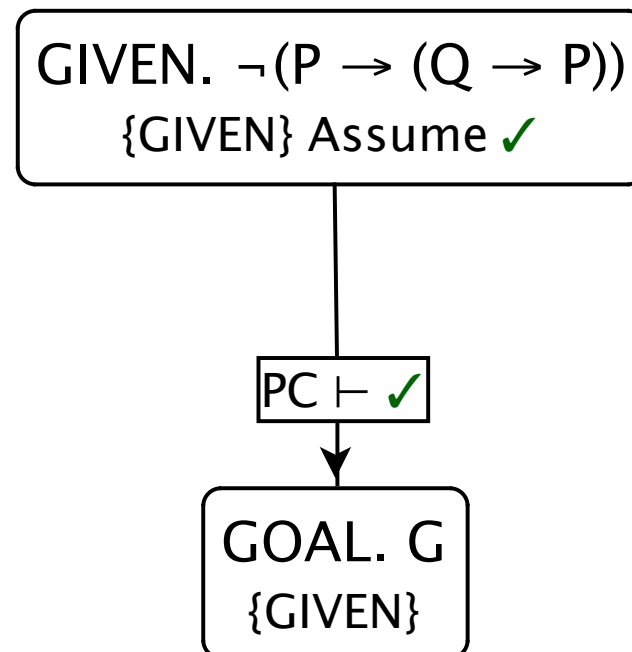 GIVEN. ¬(P → (Q → P))
{GIVEN} Assume ✓
PC ⊢ ✓
GOAL. G
{GIVEN}